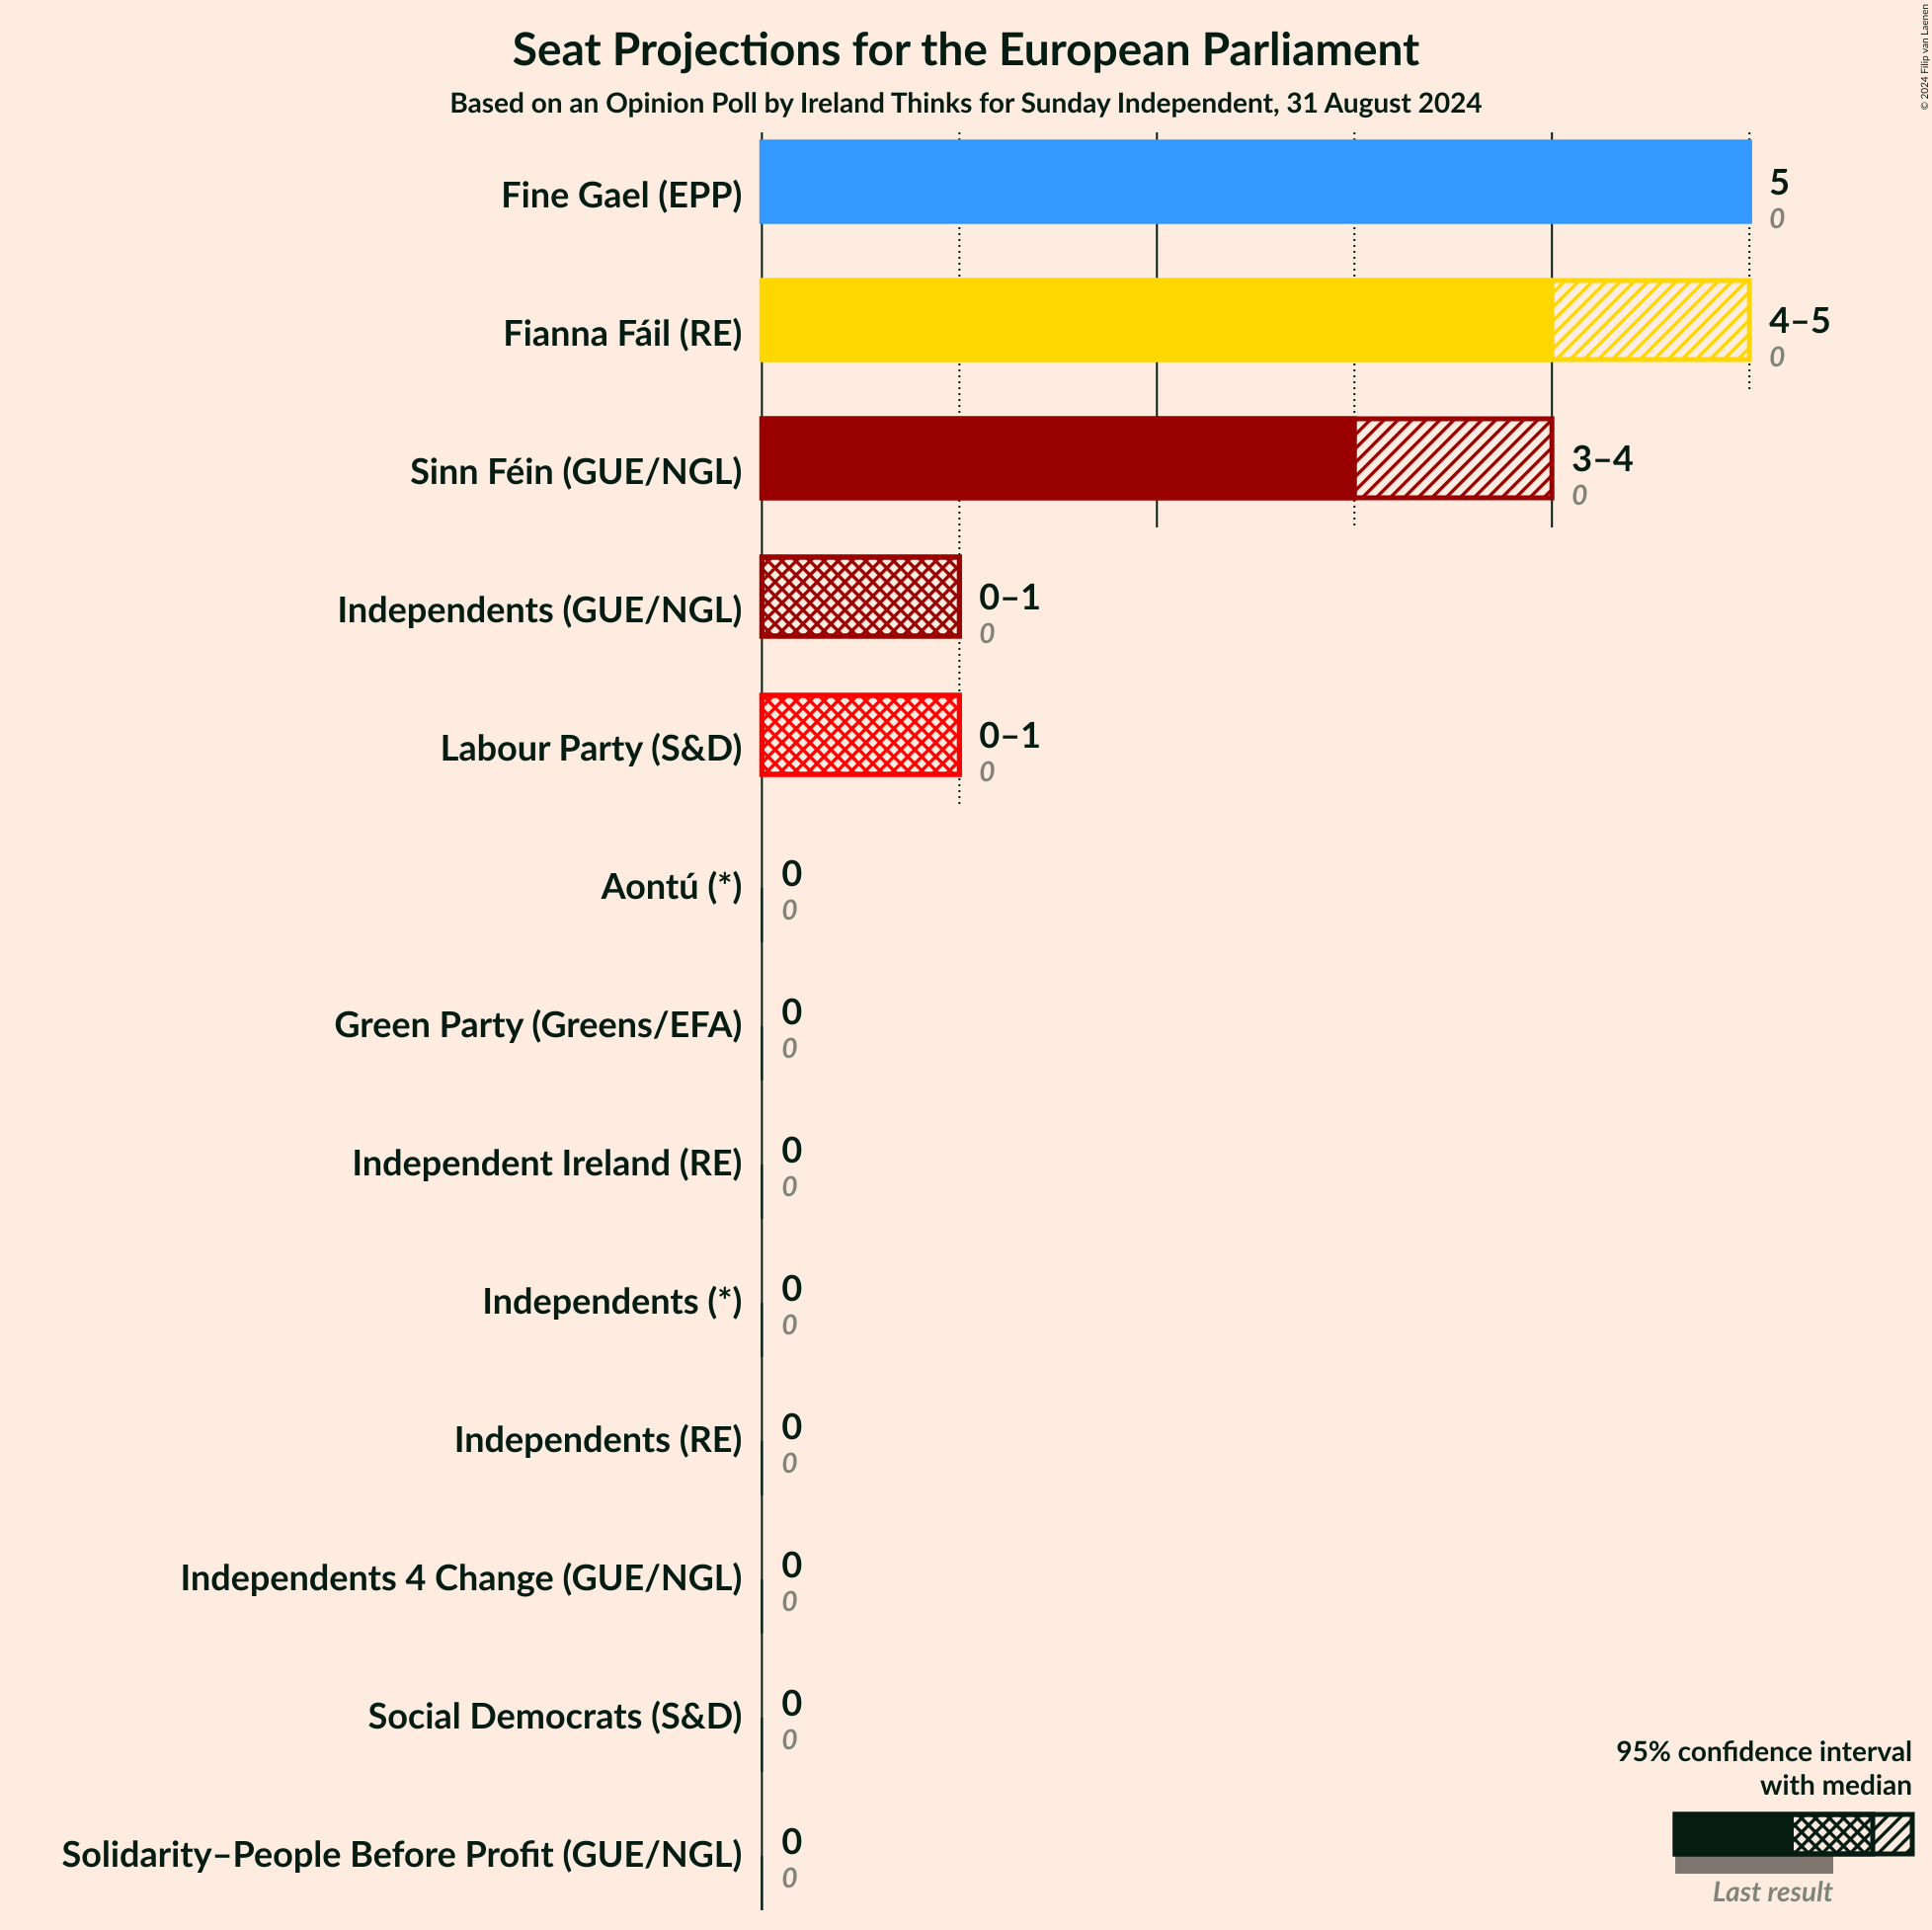 Seat Projections for the European Parliament
Based on an Opinion Poll by Ireland Thinks for Sunday Independent, 31 August 2024
© 2024 Filip van Laenen
Fine Gael (EPP)
5
0
Fianna Fáil (RE)
4–5
0
Sinn Féin (GUE/NGL)
3–4
0
Independents (GUE/NGL)
0–1
0
Labour Party (S&D)
0–1
0
Aontú (*)
0
0
Green Party (Greens/EFA)
0
0
Independent Ireland (RE)
0
0
Independents (*)
0
0
Independents (RE)
0
0
Independents 4 Change (GUE/NGL)
0
0
Social Democrats (S&D)
0
0
Solidarity–People Before Profit (GUE/NGL)
0
0
95% confidence interval
with median
Last result